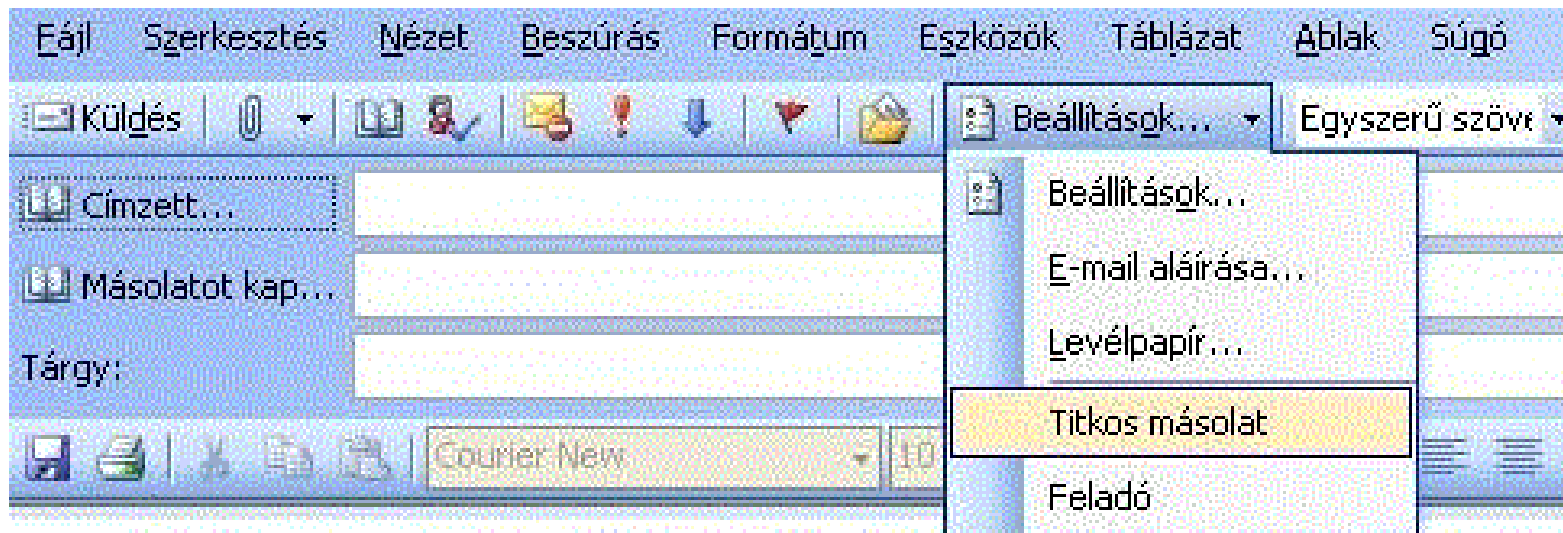 Fájl Szerkesztés Nézet Beszúrás Formátum Eszközök Táblázat Ablak Súgó
Küldés Beállítások... Egyszerű szöve
Címzett... Beállítások...
Másolatot kap... E-mail aláírása...
Levélpapír...
Tárgy:
Titkos másolat
Courier New 10
Feladó